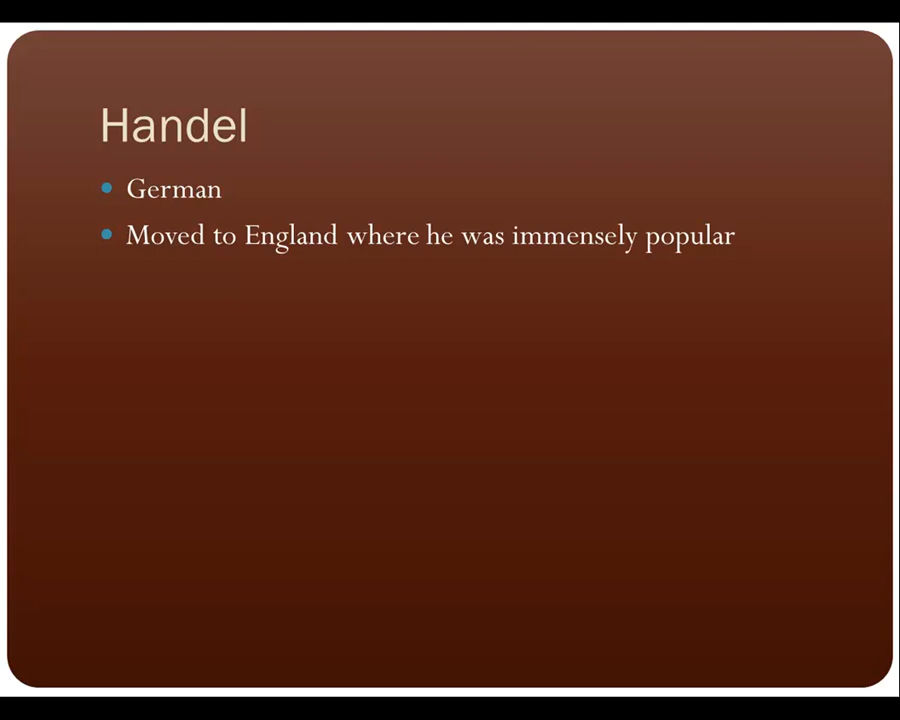 Handel
• German
• Moved to England where he was immensely popular